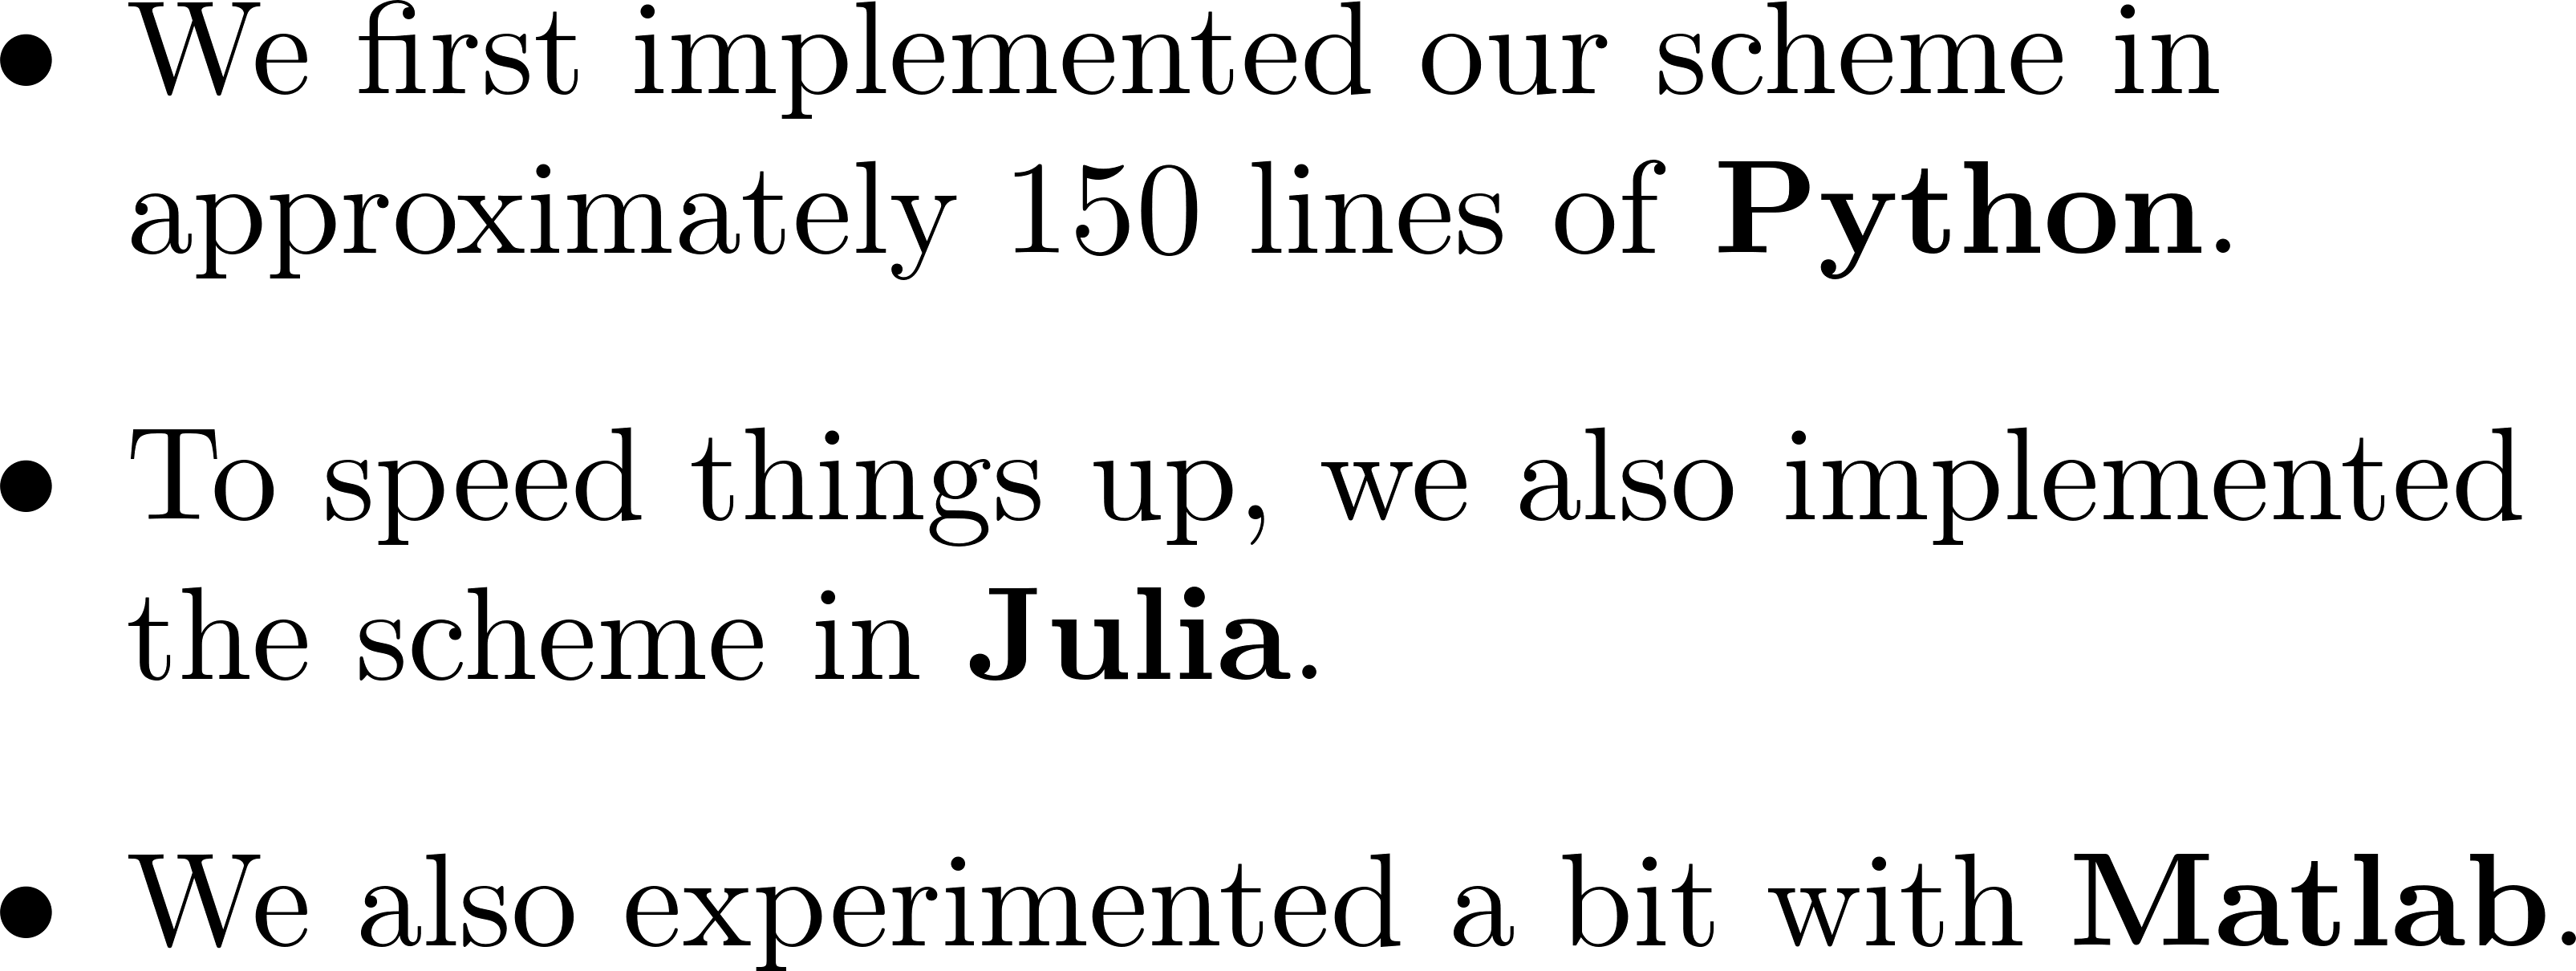 • We first implemented our scheme in
approximately 150 lines of Python.
• To speed things up, we also implemented
the scheme in Julia.
• We also experimented a bit with Matlab.